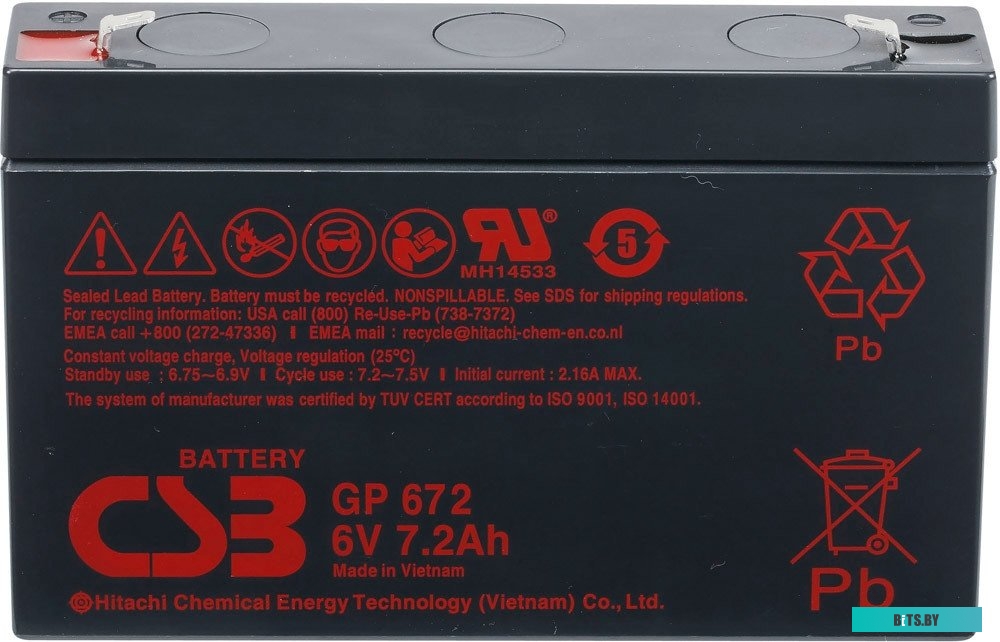 5
MH14533
Sealed Lead Battery. Battery must be recycled. NONSPILLABLE. See SDS for shipping regulations.
For recycling information: USA call (800) Re-Use-Pb (738-7372)
EMEA call +800 (272-47336) ❙ EMEA mail : recycle@hitachi-chem-en.co.nl
Pb
Constant voltage charge, Voltage regulation (25ºC)
Standby use : 6.75~6.9V ❙ Cycle use : 7.2~7.5V ❙ Initial current : 2.16A MAX.
The system of manufacturer was certified by TUV CERT according to ISO 9001, ISO 14001.
BATTERY
CSB
GP 672
6V 7.2Ah
Made in Vietnam
Hitachi Chemical Energy Technology (Vietnam) Co., Ltd.
Pb
BITS.BY